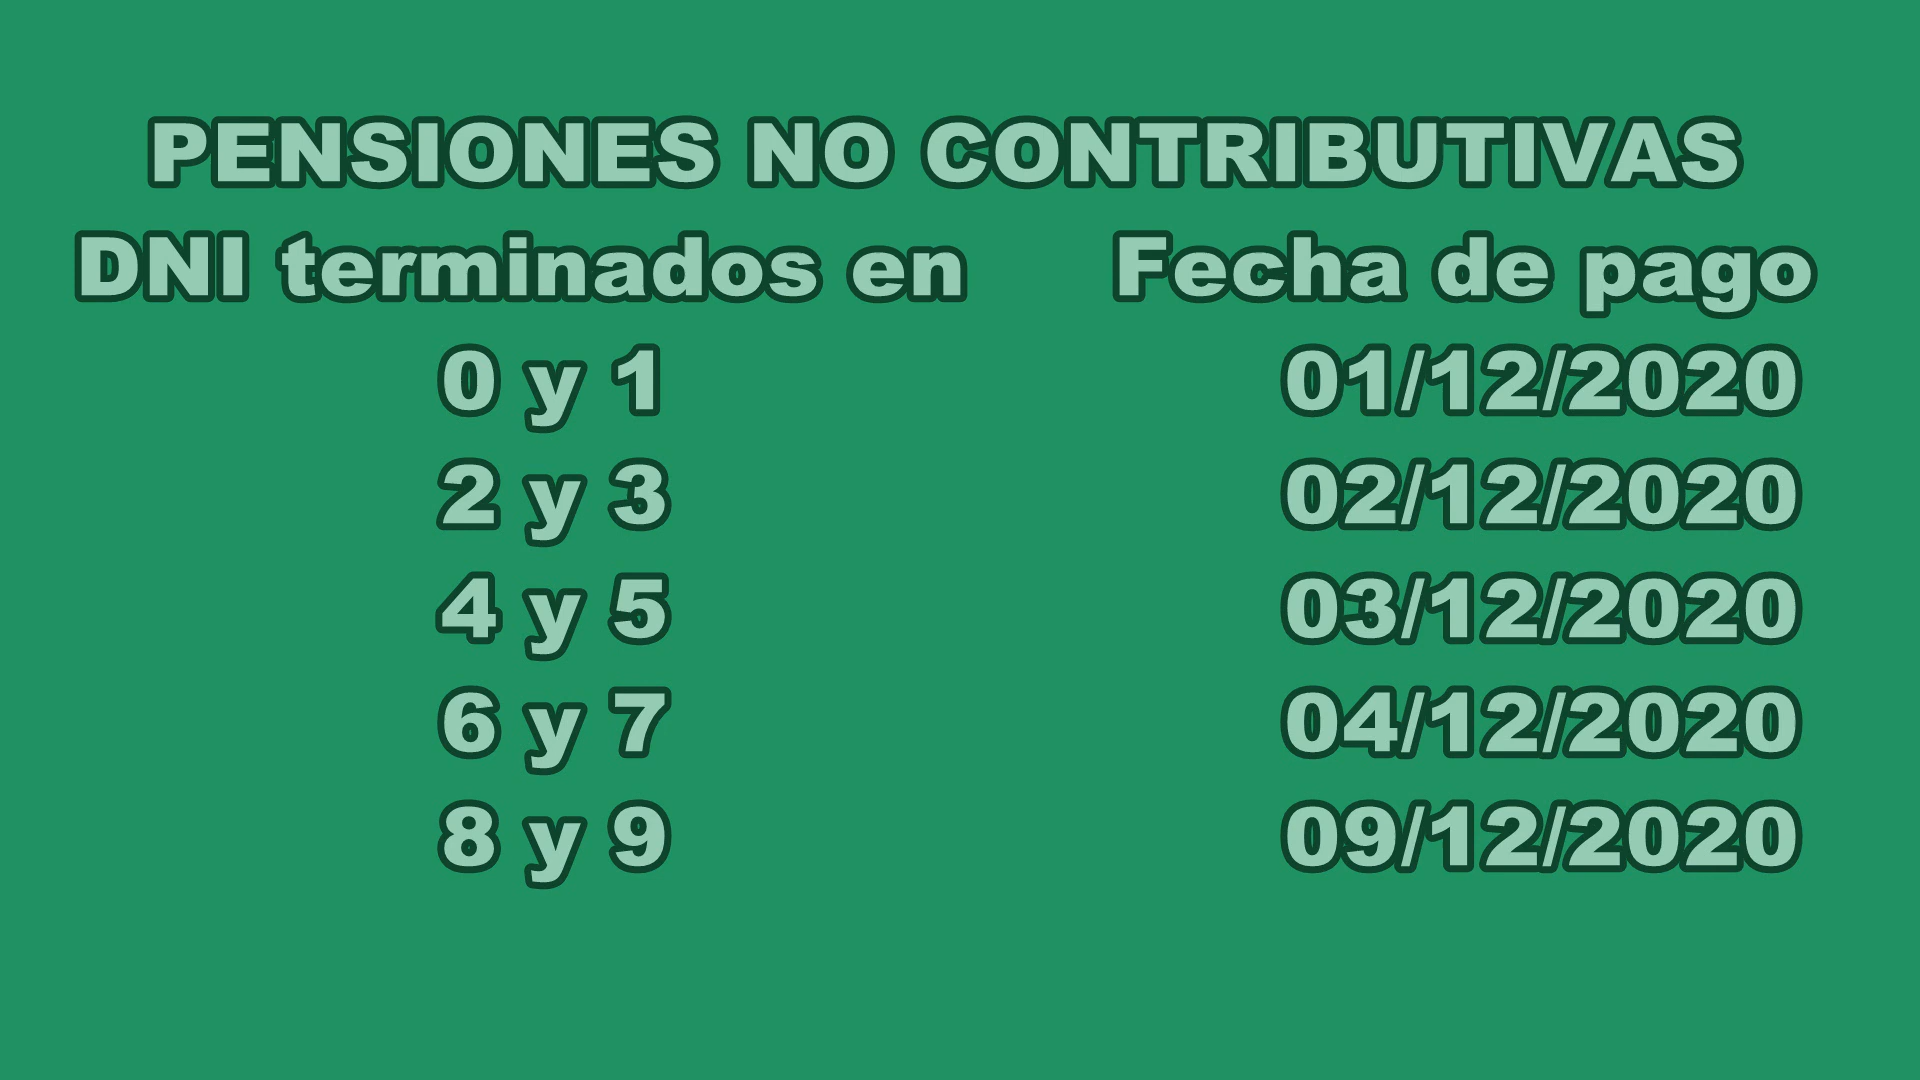 PENSIONES NO CONTRIBUTIVAS
DNI terminados en Fecha de pago
0 y 1 01/12/2020
2 y 3 02/12/2020
4 y 5 03/12/2020
6 y 7 04/12/2020
8 y 9 09/12/2020